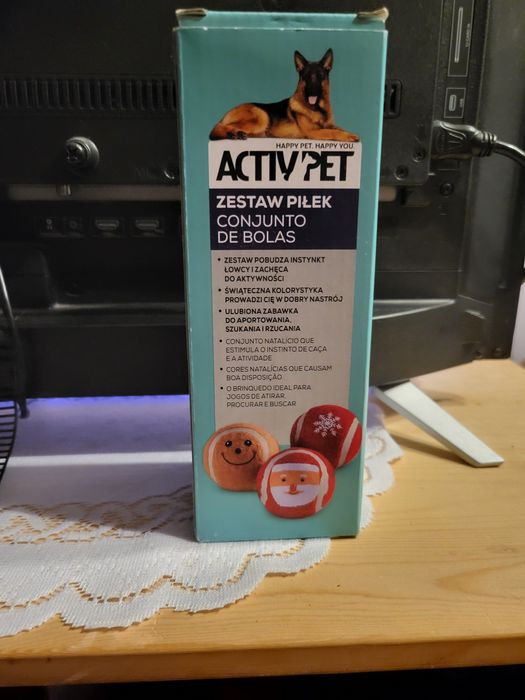 HAPPY PET, HAPPY YOU.
ACTIV PET
ZESTAW PIŁEK
CONJUNTO
DE BOLAS
• ZESTAW POBUDZA INSTYNKT
ŁOWCY I ZACHĘCA
DO AKTYWNOŚCI
• ŚWIĄTECZNA KOLORYSTYKA
PROWADZI CIĘ W DOBRY NASTRÓJ
• ULUBIONA ZABAWKA
DO APORTOWANIA,
SZUKANIA I RZUCANIA
• CONJUNTO NATALÍCIO QUE
ESTIMULA O INSTINTO DE CAÇA
E A ATIVIDADE
• CORES NATALÍCIAS QUE CAUSAM
BOA DISPOSIÇÃO
• O BRINQUEDO IDEAL PARA
JOGOS DE ATIRAR,
PROCURAR E BUSCAR